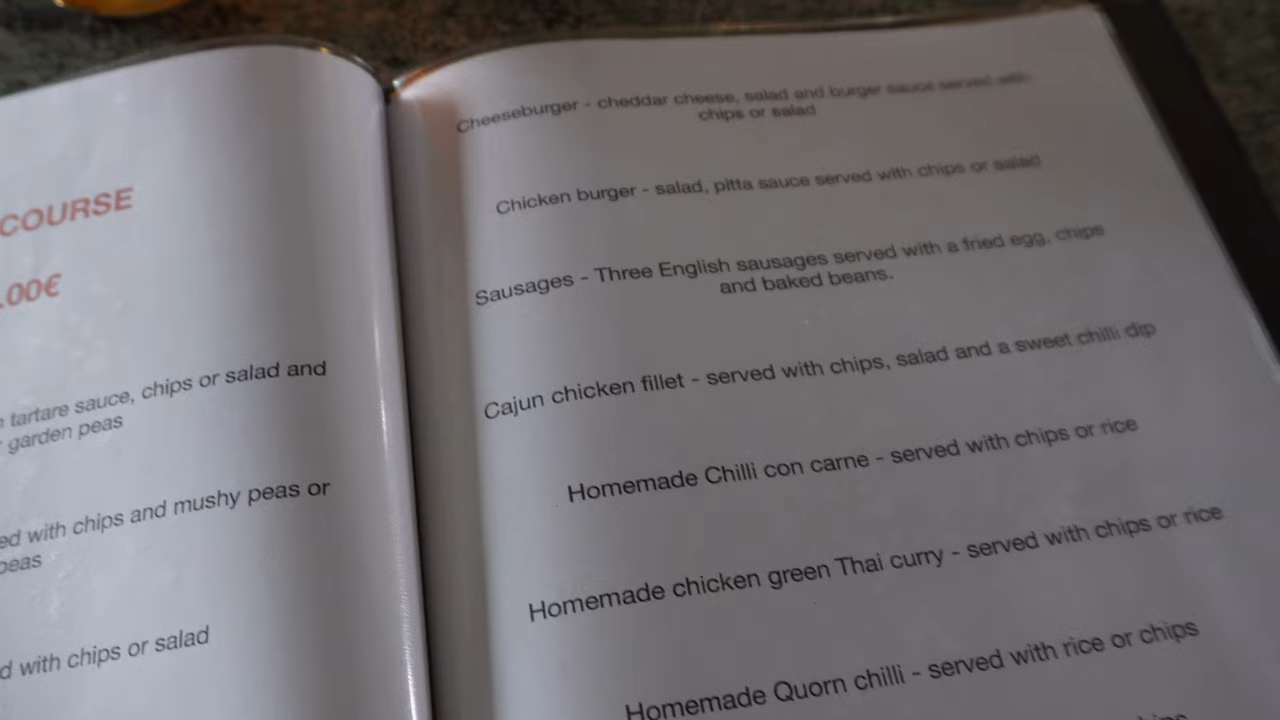 COURSE
.00€
tartare sauce, chips or salad and
garden peas
ed with chips and mushy peas or
peas
d with chips or salad
Cheeseburger - cheddar cheese, salad and burger sauce served with
chips or salad
Chicken burger - salad, pitta sauce served with chips or salad
Sausages - Three English sausages served with a fried egg, chips
and baked beans.
Cajun chicken fillet - served with chips, salad and a sweet chilli dip
Homemade Chilli con carne - served with chips or rice
Homemade chicken green Thai curry - served with chips or rice
Homemade Quorn chilli - served with rice or chips